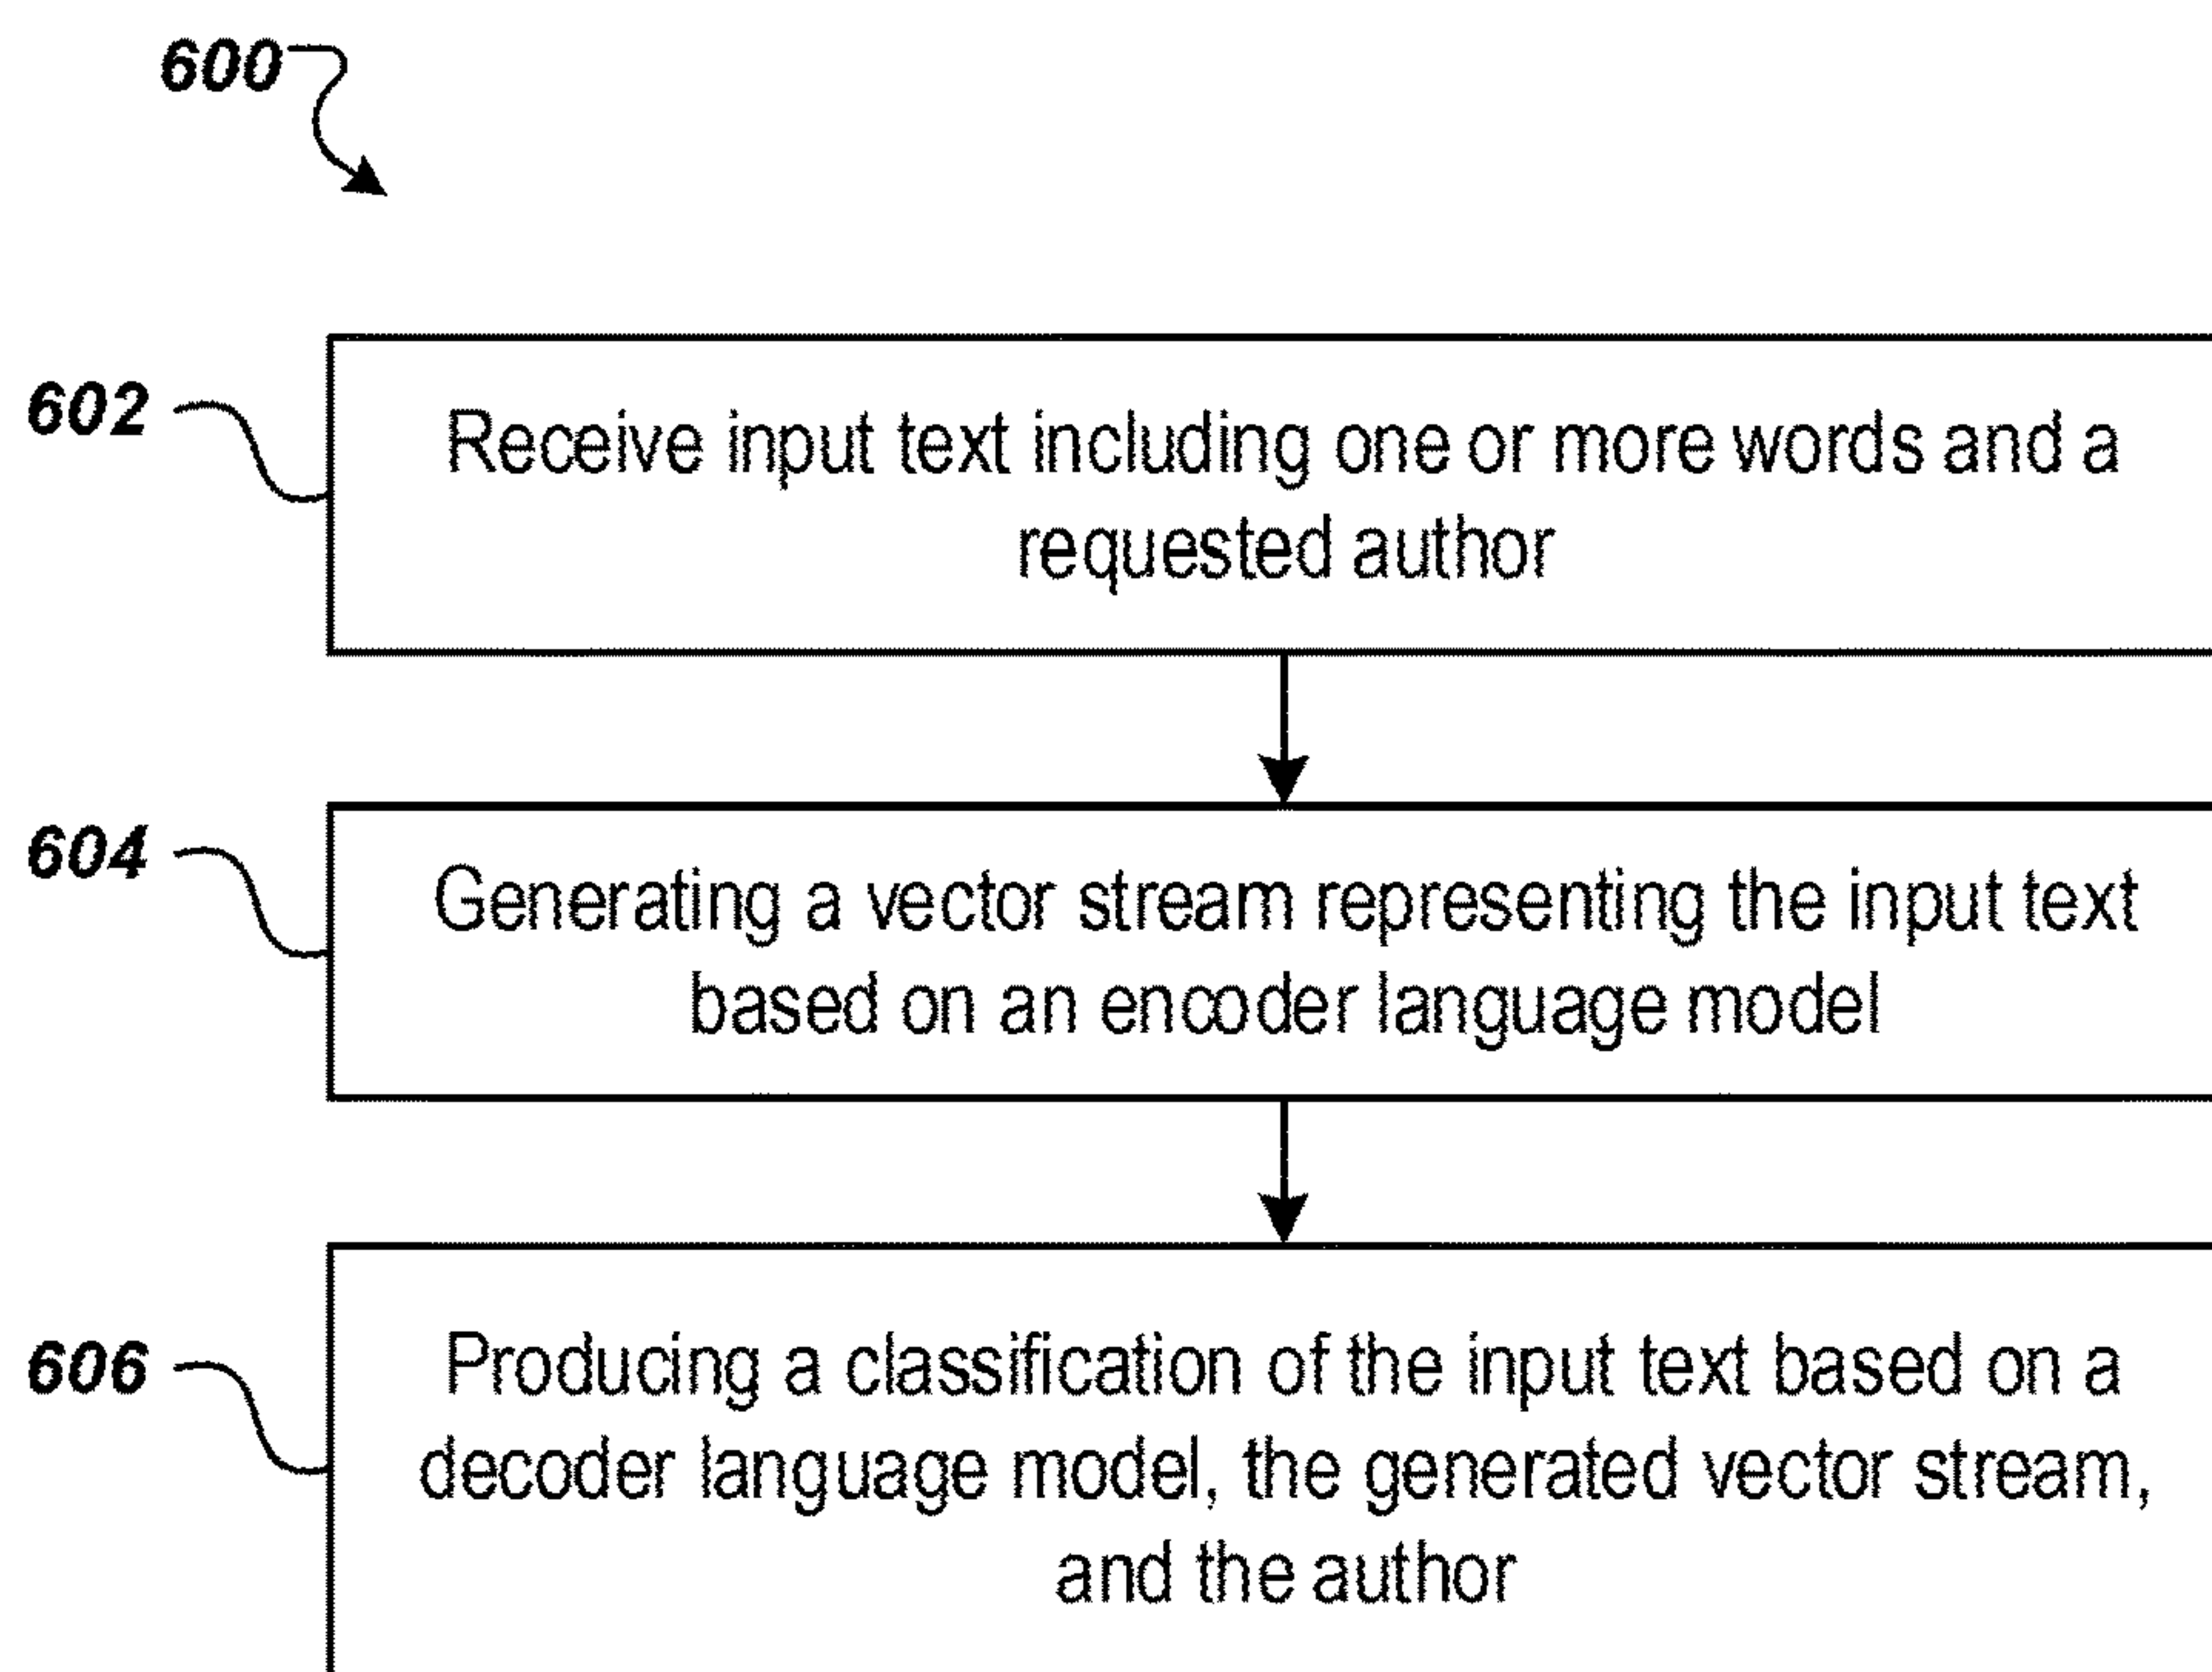 600
602
Receive input text including one or more words and a
requested author
604
Generating a vector stream representing the input text
based on an encoder language model
606
Producing a classification of the input text based on a
decoder language model, the generated vector stream,
and the author